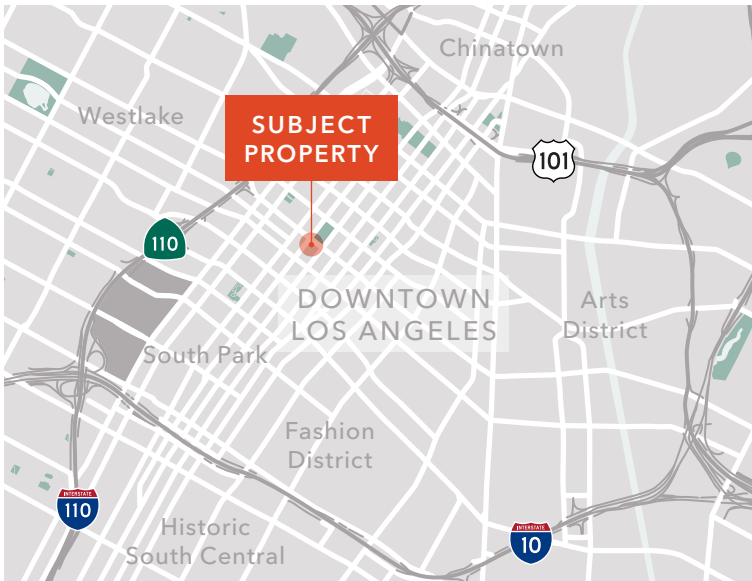 Chinatown
Westlake
SUBJECT
PROPERTY
101
110
DOWNTOWN
LOS ANGELES
Arts
District
South Park
Fashion
District
INTERSTATE
110
Historic
South Central
INTERSTATE
10